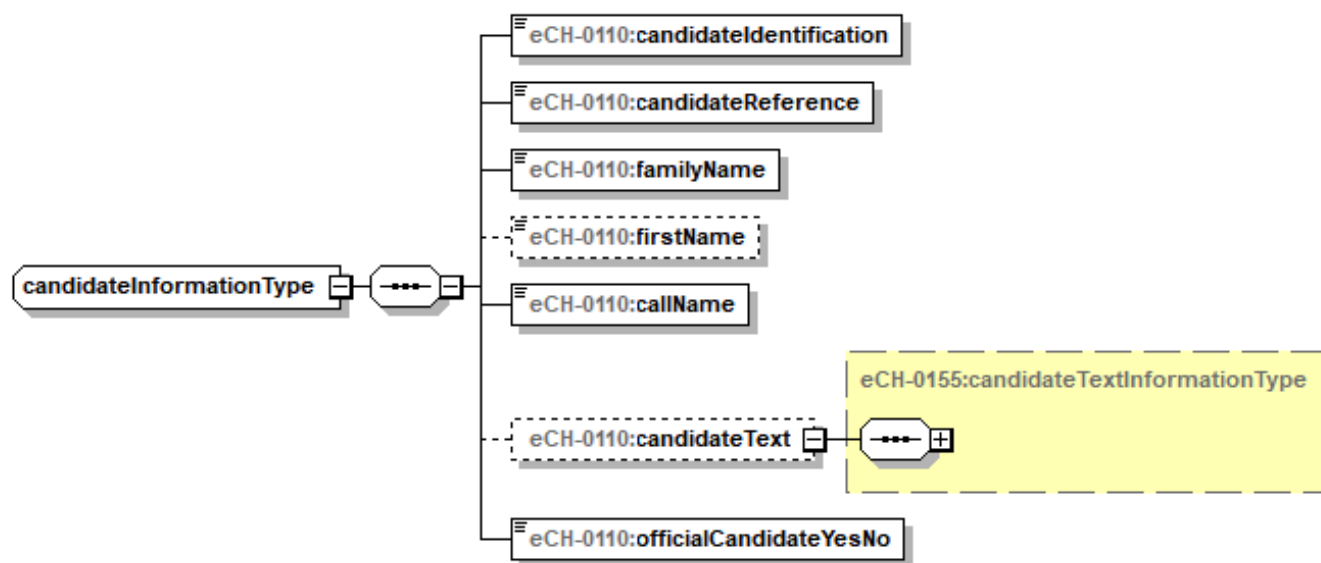 eCH-0110:candidateIdentification
eCH-0110:candidateReference
eCH-0110:familyName
eCH-0110:firstName
candidateInformationType
eCH-0110:callName
eCH-0155:candidateTextInformationType
eCH-0110:candidateText
eCH-0110:officialCandidateYesNo